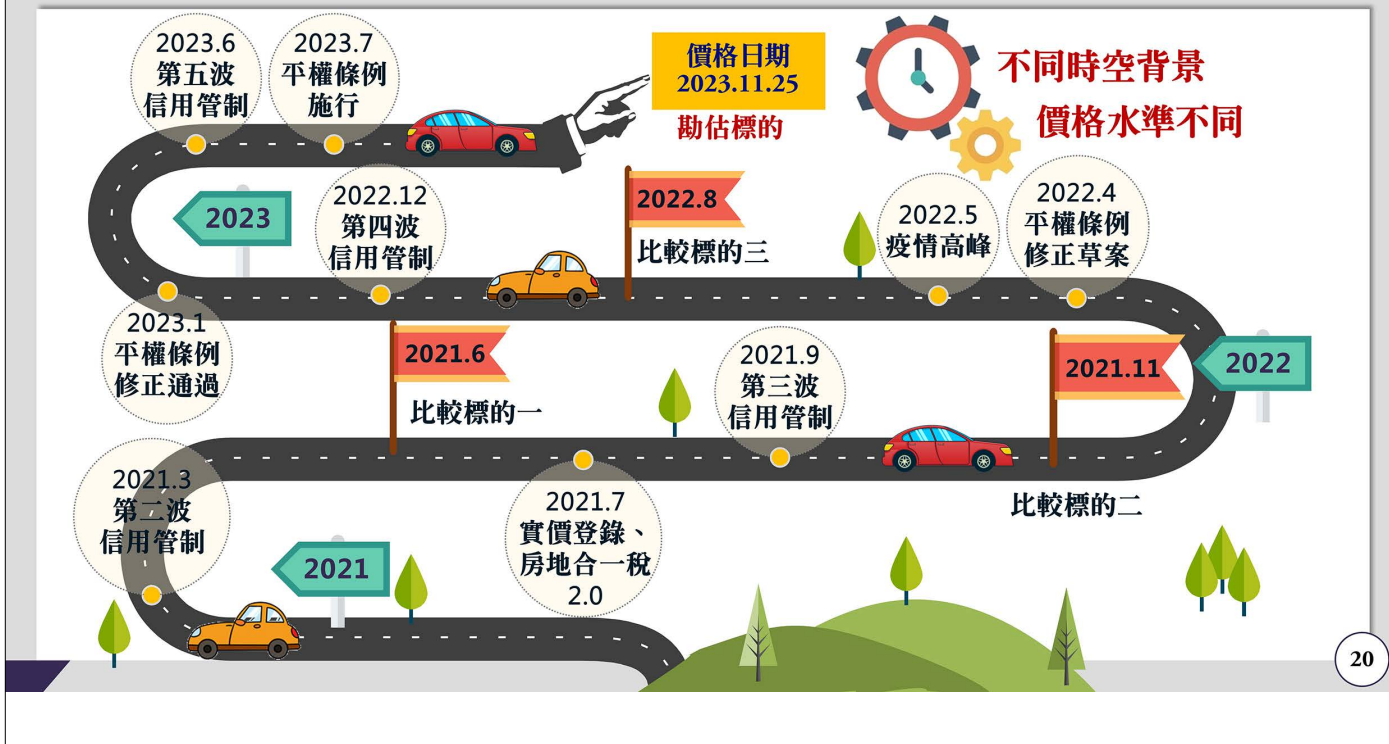 2023.6
第五波
信用管制
2023.7
平權條例
施行
價格日期
2023.11.25
勘估標的
不同時空背景
價格水準不同
2023
2022.12
第四波
信用管制
2022.8
比較標的三
2022.5
疫情高峰
2022.4
平權條例
修正草案
2023.1
平權條例
修正通過
2021.6
比較標的一
2021.9
第三波
信用管制
2021.11
比較標的二
2022
2021.3
第二波
信用管制
2021
2021.7
實價登錄、
房地合一稅
2.0
20